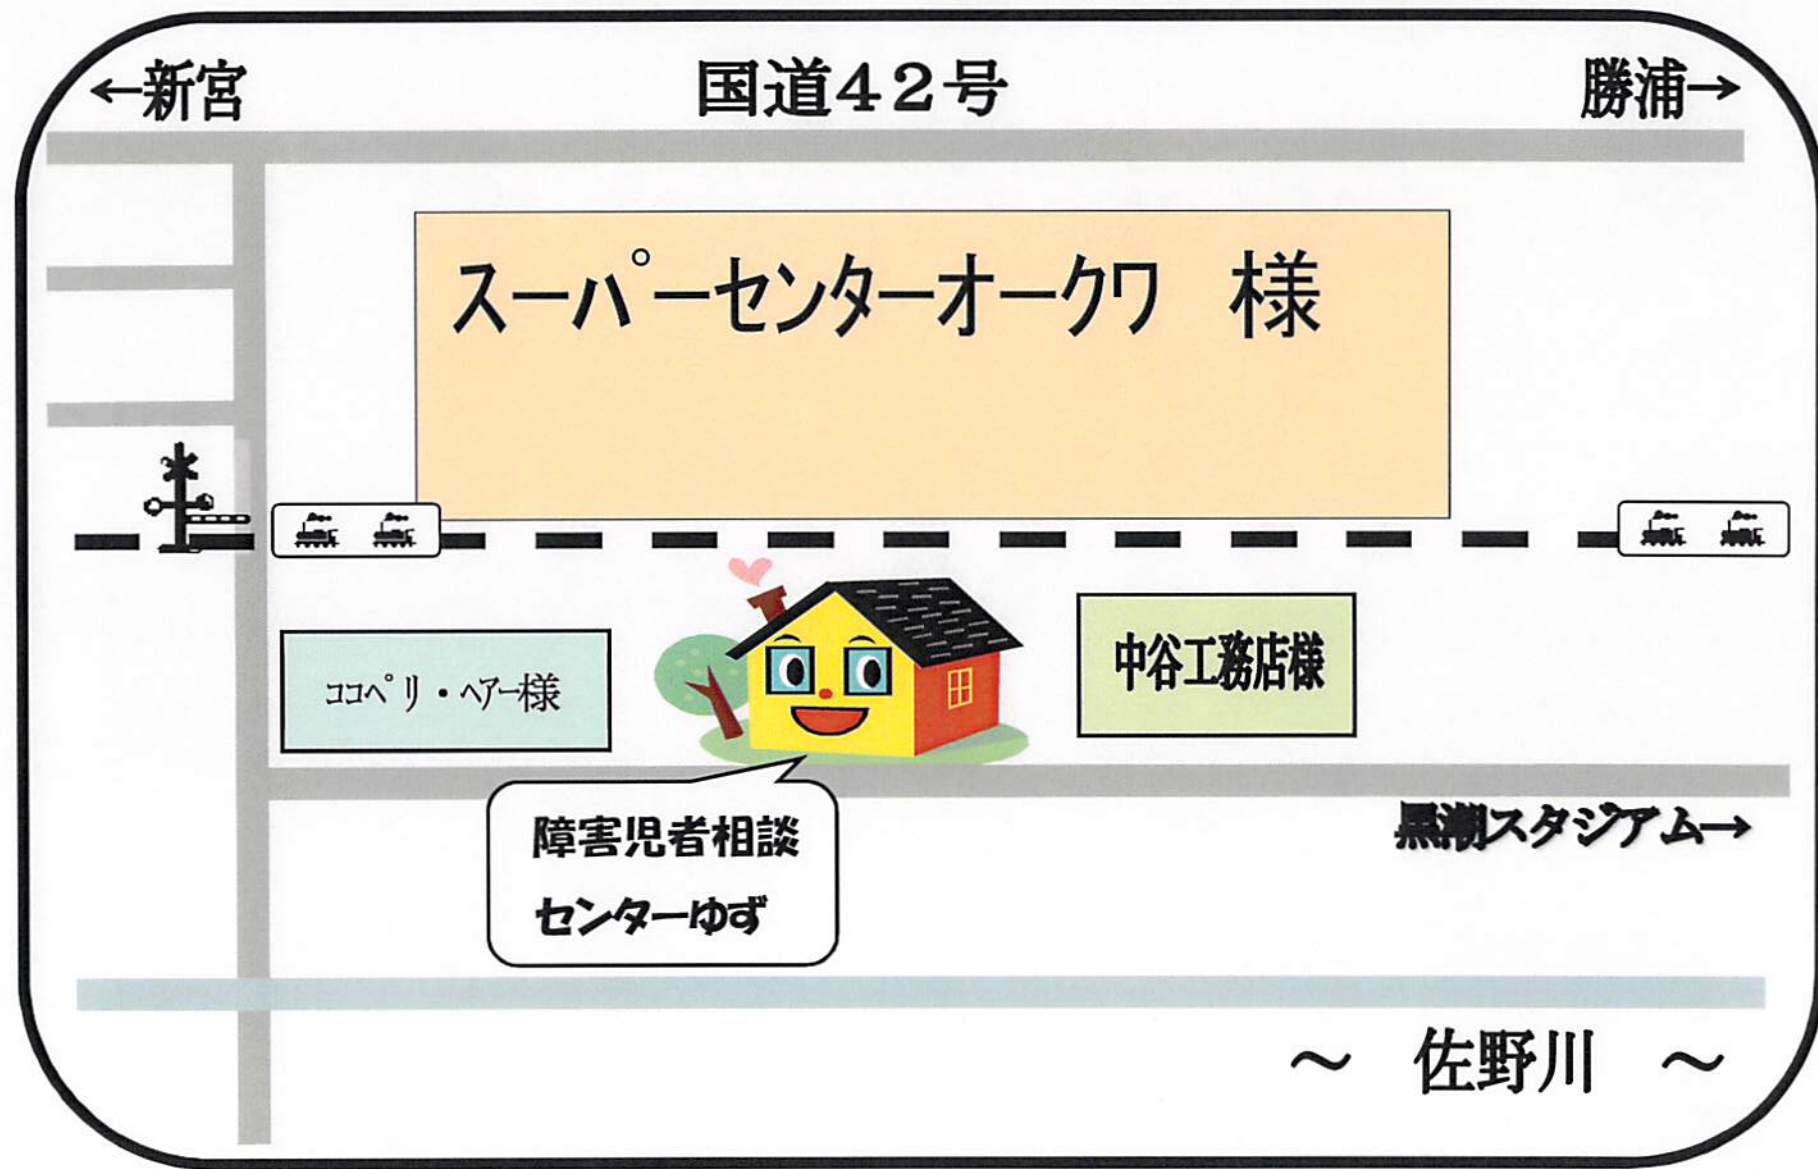 ←新宮
国道42号
勝浦→
スーパーセンターオークワ 様
ココペリ・ヘアー様
中谷工務店様
障害児者相談
センターゆず
黒潮スタジアム→
～ 佐野川 ～